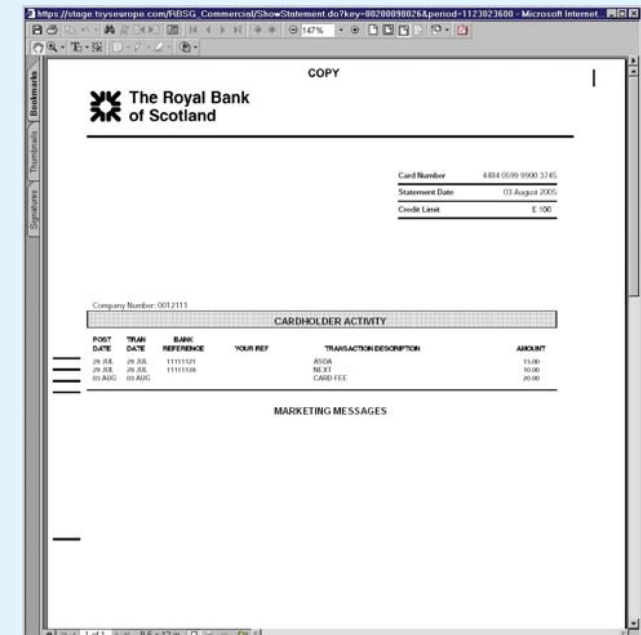 https://stage.tsyseurope.com/RBSG_Commercial/ShowStatement.do?key=00200098026&period=1123023600 - Microsoft Internet...
147%
Bookmarks
Thumbnails
Signatures
COPY
The Royal Bank
of Scotland
Card Number 4484 0599 9900 3745
Statement Date 03 August 2005
Credit Limit £ 100
Company Number: 0012111
CARDHOLDER ACTIVITY
POST DATE TRAN DATE BANK REFERENCE YOUR REF TRANSACTION DESCRIPTION AMOUNT
29 JUL 29 JUL 11111121 ASDA 15.00
29 JUL 29 JUL NEXT 10.00
03 AUG 03 AUG CARD FEE 20.00
MARKETING MESSAGES
1 of 1